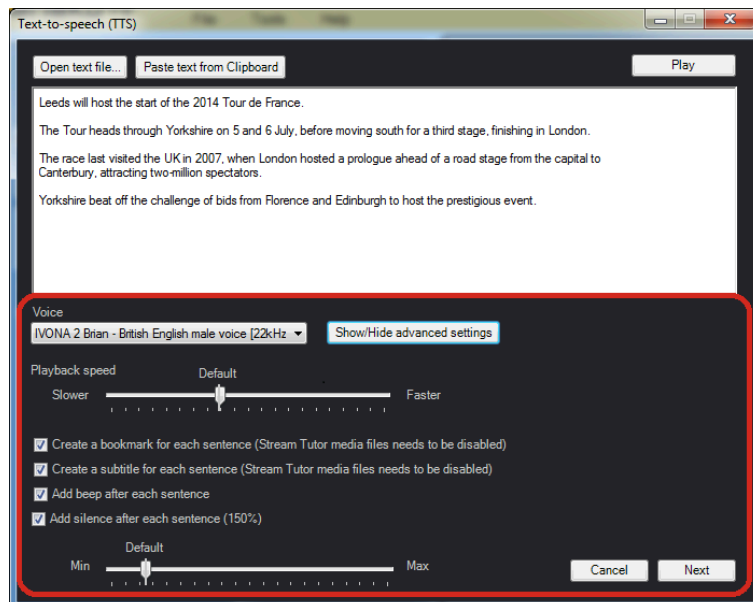 Text-to-speech (TTS)
File Tools Help
Open text file... Paste text from Clipboard Play
Leeds will host the start of the 2014 Tour de France.
The Tour heads through Yorkshire on 5 and 6 July, before moving south for a third stage, finishing in London.
The race last visited the UK in 2007, when London hosted a prologue ahead of a road stage from the capital to
Canterbury, attracting two-million spectators.
Yorkshire beat off the challenge of bids from Florence and Edinburgh to host the prestigious event.
Voice
IVONA 2 Brian - British English male voice [22kHz Show/Hide advanced settings
Playback speed Default
Slower Faster
Create a bookmark for each sentence (Stream Tutor media files needs to be disabled)
Create a subtitle for each sentence (Stream Tutor media files needs to be disabled)
Add beep after each sentence
Add silence after each sentence (150%)
Default
Min Max
Cancel Next